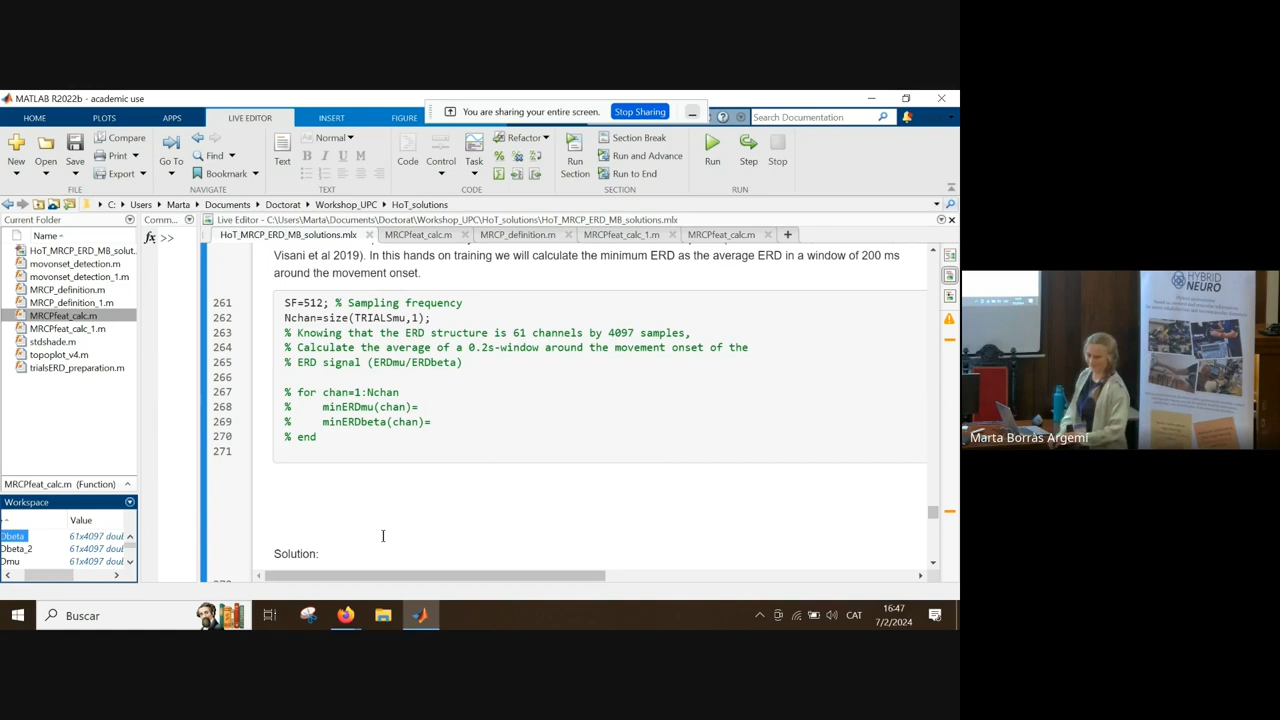 MATLAB R2022b - academic use
You are sharing your entire screen.
Stop Sharing
HOME
PLOTS
APPS
LIVE EDITOR
INSERT
FIGURE
Search Documentation
New
Open
Save
Compare
Print
Export
Go To
Find
Bookmark
Text
Normal
B I U M
Code
Control
Task
Refactor
Run
Section
Section Break
Run and Advance
Run to End
Run
Step
Stop
FILE
NAVIGATE
TEXT
CODE
SECTION
RUN
C: Users Marta Documents Doctorat Workshop_UPC HoT_solutions
Current Folder
Comm...
Live Editor - C:\Users\Marta\Documents\Doctorat\Workshop_UPC\HoT_solutions\HoT_MRCP_ERD_MB_solutions.mlx
Name
HoT_MRCP_ERD_MB_solutions.mlx
MRCPfeat_calc.m
MRCP_definition.m
MRCPfeat_calc_1.m
MRCPfeat_calc.m
fx >>
HoT_MRCP_ERD_MB_solut...
movonset_detection.m
movonset_detection_1.m
MRCP_definition.m
MRCP_definition_1.m
MRCPfeat_calc.m
MRCPfeat_calc_1.m
stdshade.m
topoplot_v4.m
trialsERD_preparation.m
Visani et al 2019). In this hands on training we will calculate the minimum ERD as the average ERD in a window of 200 ms
around the movement onset.
261 SF=512; % Sampling frequency
262 Nchan=size(TRIALSmu,1);
263 % Knowing that the ERD structure is 61 channels by 4097 samples,
264 % Calculate the average of a 0.2s-window around the movement onset of the
265 % ERD signal (ERDmu/ERDbeta)
266
267 % for chan=1:Nchan
268 % minERDmu(chan)=
269 % minERDbeta(chan)=
270 % end
271
Solution:
MRCPfeat_calc.m (Function)
Workspace
Value
Dbeta 61x4097 doul
Dbeta_2 61x4097 doul
Dmu 61x4097 doul
Buscar
CAT
16:47
7/2/2024
HYBRID
NEURO
Marta Borràs Argemí